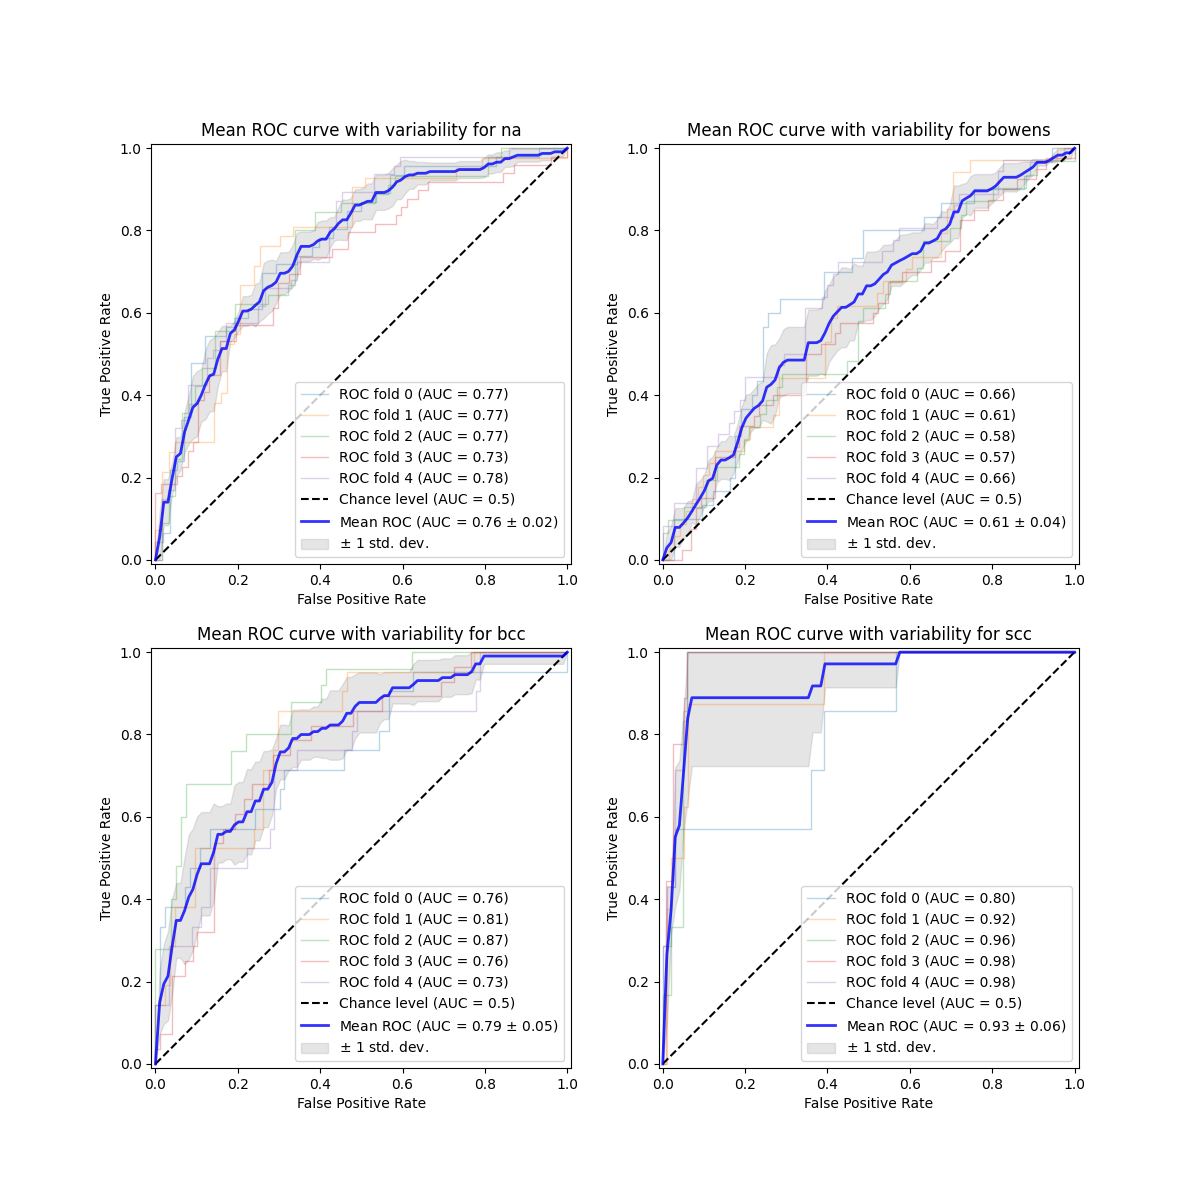 Mean ROC curve with variability for na
True Positive Rate
1.0
0.8
0.6
0.4
0.2
0.0
ROC fold 0 (AUC = 0.77)
ROC fold 1 (AUC = 0.77)
ROC fold 2 (AUC = 0.77)
ROC fold 3 (AUC = 0.73)
ROC fold 4 (AUC = 0.78)
Chance level (AUC = 0.5)
Mean ROC (AUC = 0.76 ± 0.02)
± 1 std. dev.
0.0 0.2 0.4 0.6 0.8 1.0
False Positive Rate
Mean ROC curve with variability for bowens
True Positive Rate
1.0
0.8
0.6
0.4
0.2
0.0
ROC fold 0 (AUC = 0.66)
ROC fold 1 (AUC = 0.61)
ROC fold 2 (AUC = 0.58)
ROC fold 3 (AUC = 0.57)
ROC fold 4 (AUC = 0.66)
Chance level (AUC = 0.5)
Mean ROC (AUC = 0.61 ± 0.04)
± 1 std. dev.
0.0 0.2 0.4 0.6 0.8 1.0
False Positive Rate
Mean ROC curve with variability for bcc
True Positive Rate
1.0
0.8
0.6
0.4
0.2
0.0
ROC fold 0 (AUC = 0.76)
ROC fold 1 (AUC = 0.81)
ROC fold 2 (AUC = 0.87)
ROC fold 3 (AUC = 0.76)
ROC fold 4 (AUC = 0.73)
Chance level (AUC = 0.5)
Mean ROC (AUC = 0.79 ± 0.05)
± 1 std. dev.
0.0 0.2 0.4 0.6 0.8 1.0
False Positive Rate
Mean ROC curve with variability for scc
True Positive Rate
1.0
0.8
0.6
0.4
0.2
0.0
ROC fold 0 (AUC = 0.80)
ROC fold 1 (AUC = 0.92)
ROC fold 2 (AUC = 0.96)
ROC fold 3 (AUC = 0.98)
ROC fold 4 (AUC = 0.98)
Chance level (AUC = 0.5)
Mean ROC (AUC = 0.93 ± 0.06)
± 1 std. dev.
0.0 0.2 0.4 0.6 0.8 1.0
False Positive Rate